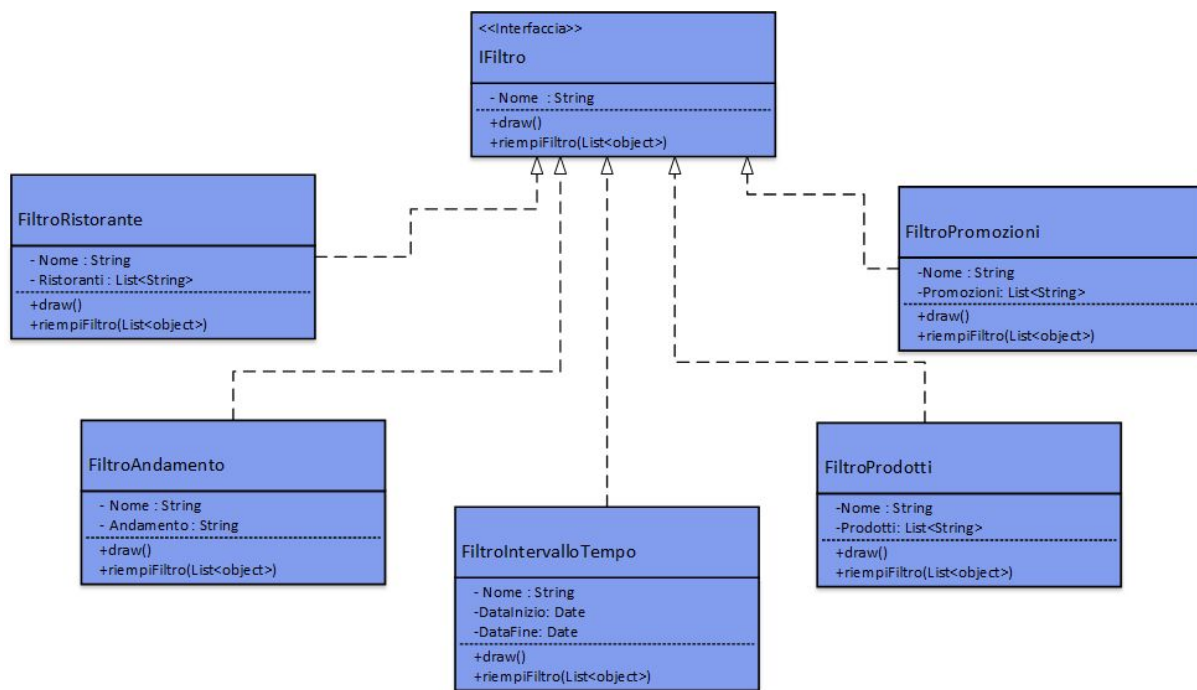 <<Interfaccia>>
IFiltro
- Nome : String
+draw()
+riempiFiltro(List<object>)
FiltroRistorante
- Nome : String
- Ristoranti : List<String>
+draw()
+riempiFiltro(List<object>)
FiltroPromozioni
-Nome : String
-Promozioni: List<String>
+draw()
+riempiFiltro(List<object>)
FiltroAndamento
- Nome : String
- Andamento : String
+draw()
+riempiFiltro(List<object>)
FiltroIntervalloTempo
- Nome : String
-DataInizio: Date
-DataFine: Date
+draw()
+riempiFiltro(List<object>)
FiltroProdotti
-Nome : String
-Prodotti: List<String>
+draw()
+riempiFiltro(List<object>)